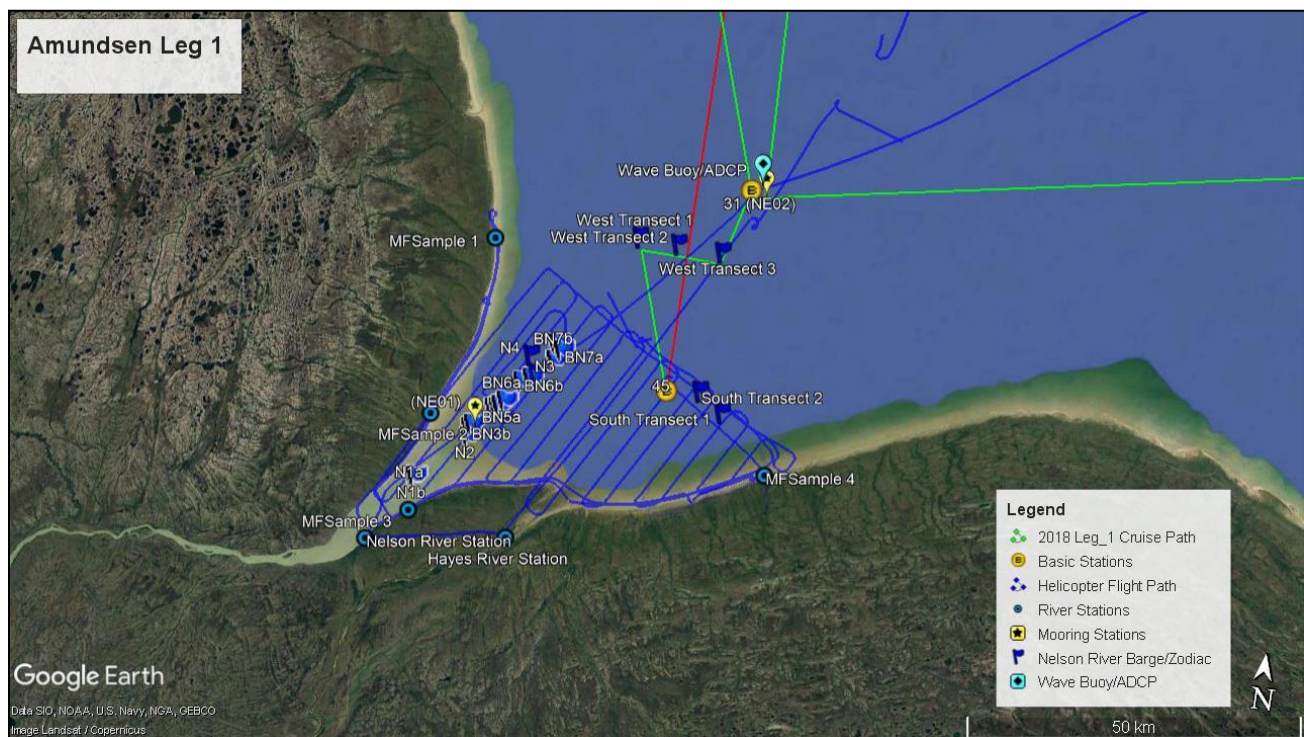 Amundsen Leg 1
Wave Buoy/ADCP
31 (NE02)
West Transect 1
MFSample 1
West Transect 2
West Transect 3
BN7b
N4
BN7a
N3
BN6a
BN6b
45
South Transect 2
(NE01)
South Transect 1
BN5a
MFSample 2
BN3b
N2
N1a
MFSample 4
N1b
MFSample 3
Nelson River Station
Hayes River Station
Legend
2018 Leg_1 Cruise Path
Basic Stations
Helicopter Flight Path
River Stations
Mooring Stations
Nelson River Barge/Zodiac
Wave Buoy/ADCP
Google Earth
Data SIO, NOAA, U.S. Navy, NGA, GEBCO
Image Landsat / Copernicus
N
50 km